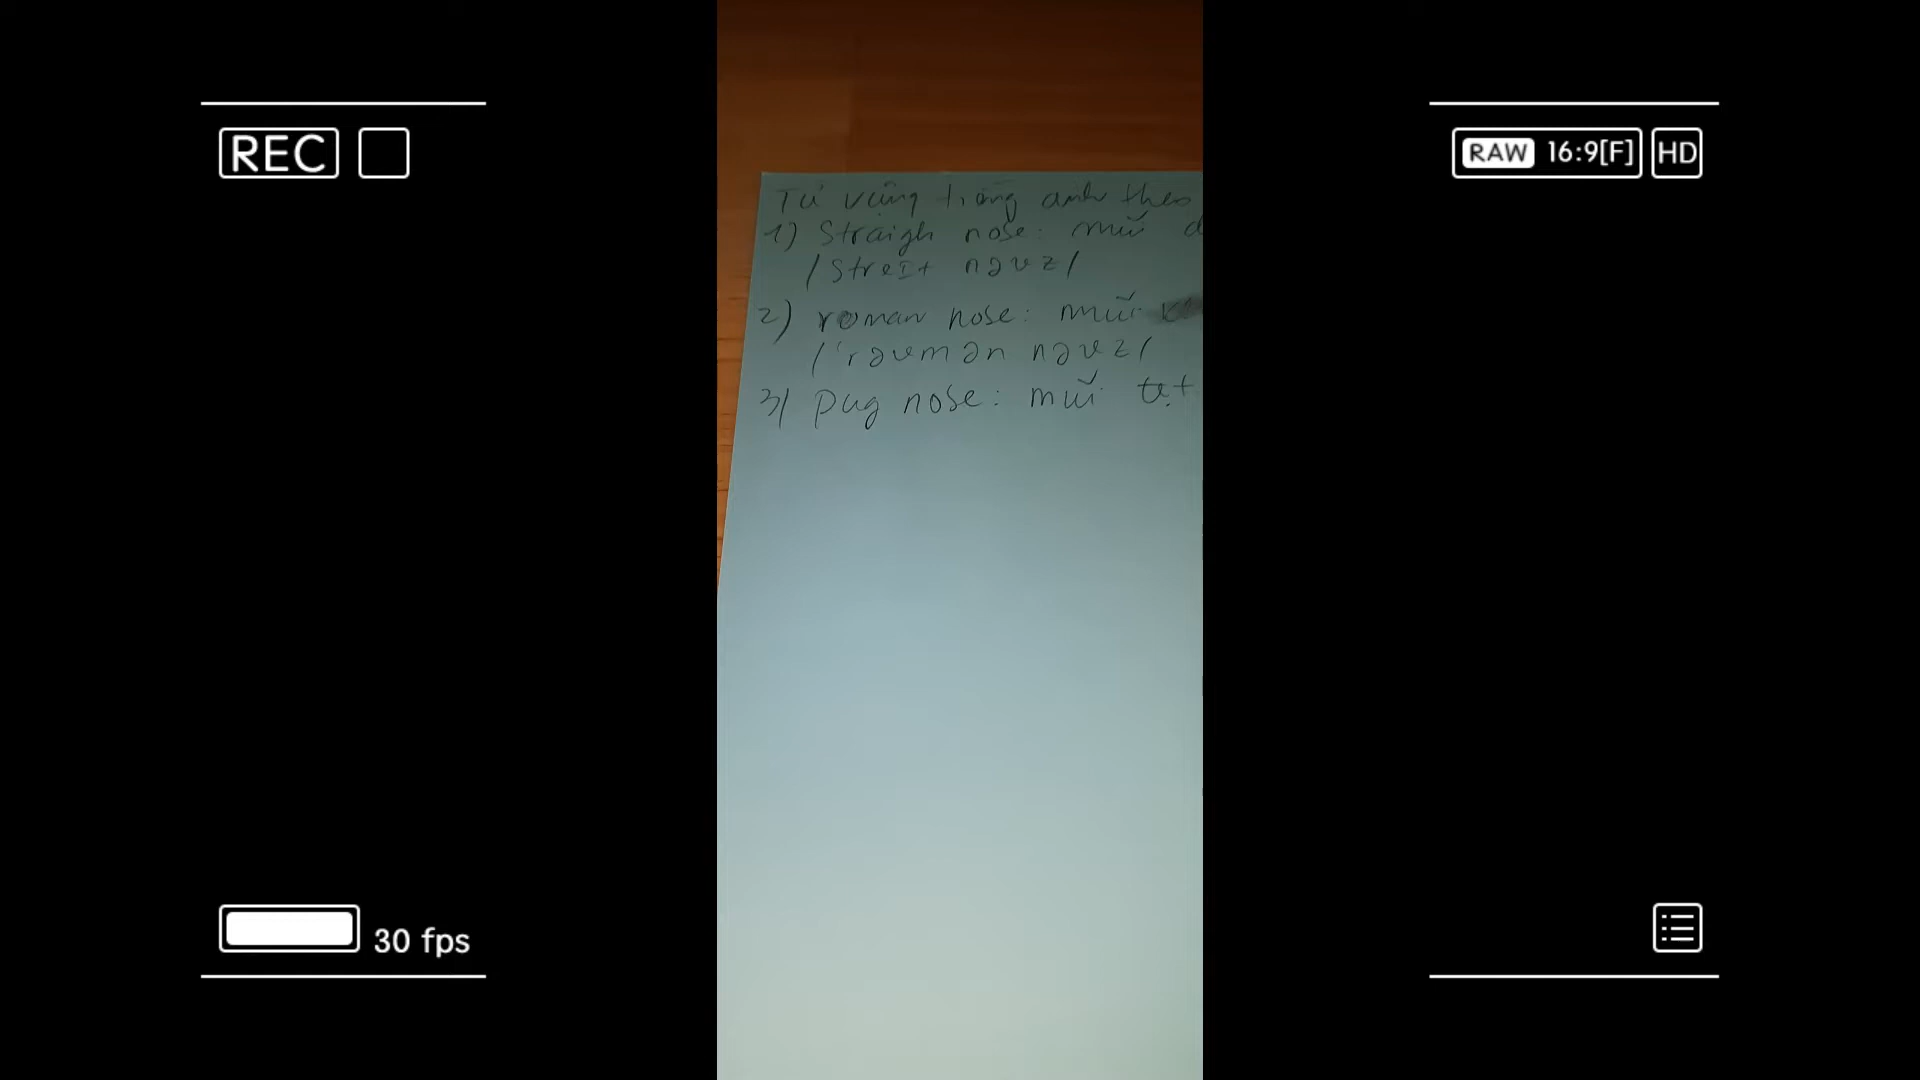 REC
RAW 16:9[F] HD
Từ vựng tiếng anh theo
1) Straigh nose: mũi
/streɪt nəʊz/
2) roman nose: mũi
/ˈrəʊmən nəʊz/
3) pug nose: mũi tẹt
30 fps